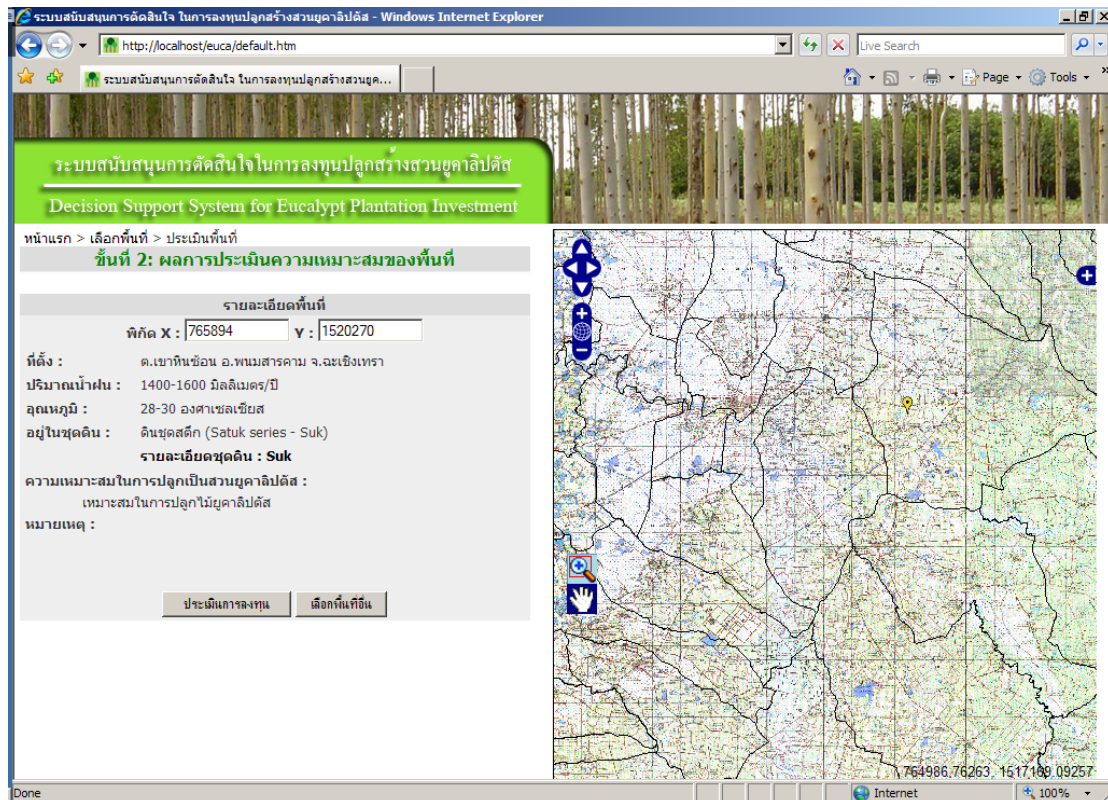 ระบบสนับสนุนการตัดสินใจ ในการลงทุนปลูกสร้างสวนยูคาลิปตัส - Windows Internet Explorer
http://localhost/euca/default.htm
Live Search
ระบบสนับสนุนการตัดสินใจ ในการลงทุนปลูกสร้างสวนยูค...
Page
Tools
ระบบสนับสนุนการตัดสินใจในการลงทุนปลูกสร้างสวนยูคาลิปตัส
Decision Support System for Eucalypt Plantation Investment
หน้าแรก > เลือกพื้นที่ > ประเมินพื้นที่
ขั้นที่ 2: ผลการประเมินความเหมาะสมของพื้นที่
รายละเอียดพื้นที่
พิกัด X : 765894 Y : 1520270
ที่ตั้ง : ต.เขาหินซ้อน อ.พนมสารคาม จ.ฉะเชิงเทรา
ปริมาณน้ำฝน : 1400-1600 มิลลิเมตร/ปี
อุณหภูมิ : 28-30 องศาเซลเซียส
อยู่ในชุดดิน : ดินชุดสตึก (Satuk series - Suk)
รายละเอียดชุดดิน : Suk
ความเหมาะสมในการปลูกเป็นสวนยูคาลิปตัส :
เหมาะสมในการปลูกไม้ยูคาลิปตัส
หมายเหตุ :
ประเมินการลงทุน เลือกพื้นที่อื่น
764986.76263, 1517169.09257
Done
Internet
100%